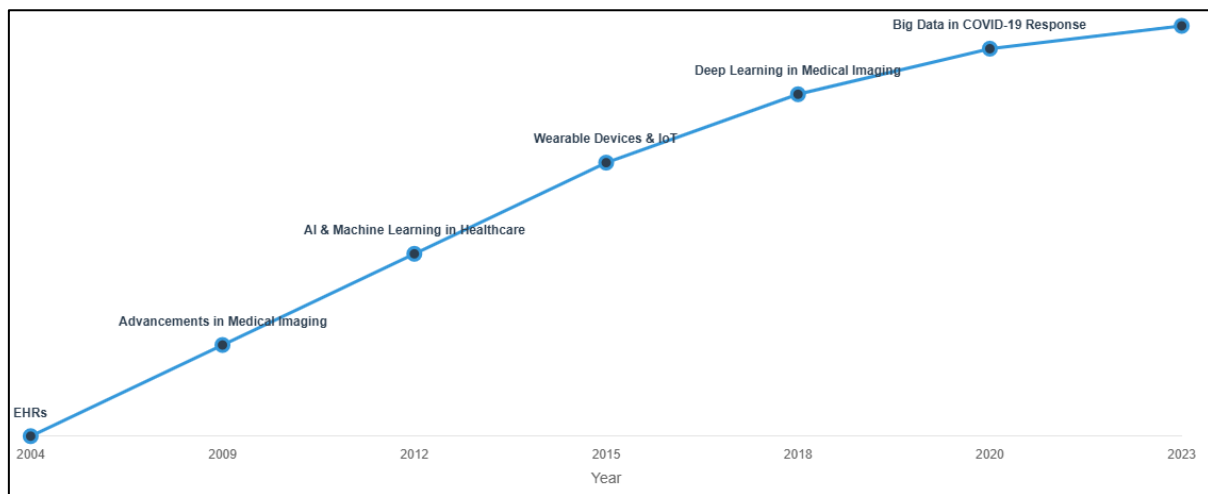 Big Data in COVID-19 Response
Deep Learning in Medical Imaging
Wearable Devices & IoT
AI & Machine Learning in Healthcare
Advancements in Medical Imaging
EHRs
2004 2009 2012 2015 2018 2020 2023
Year